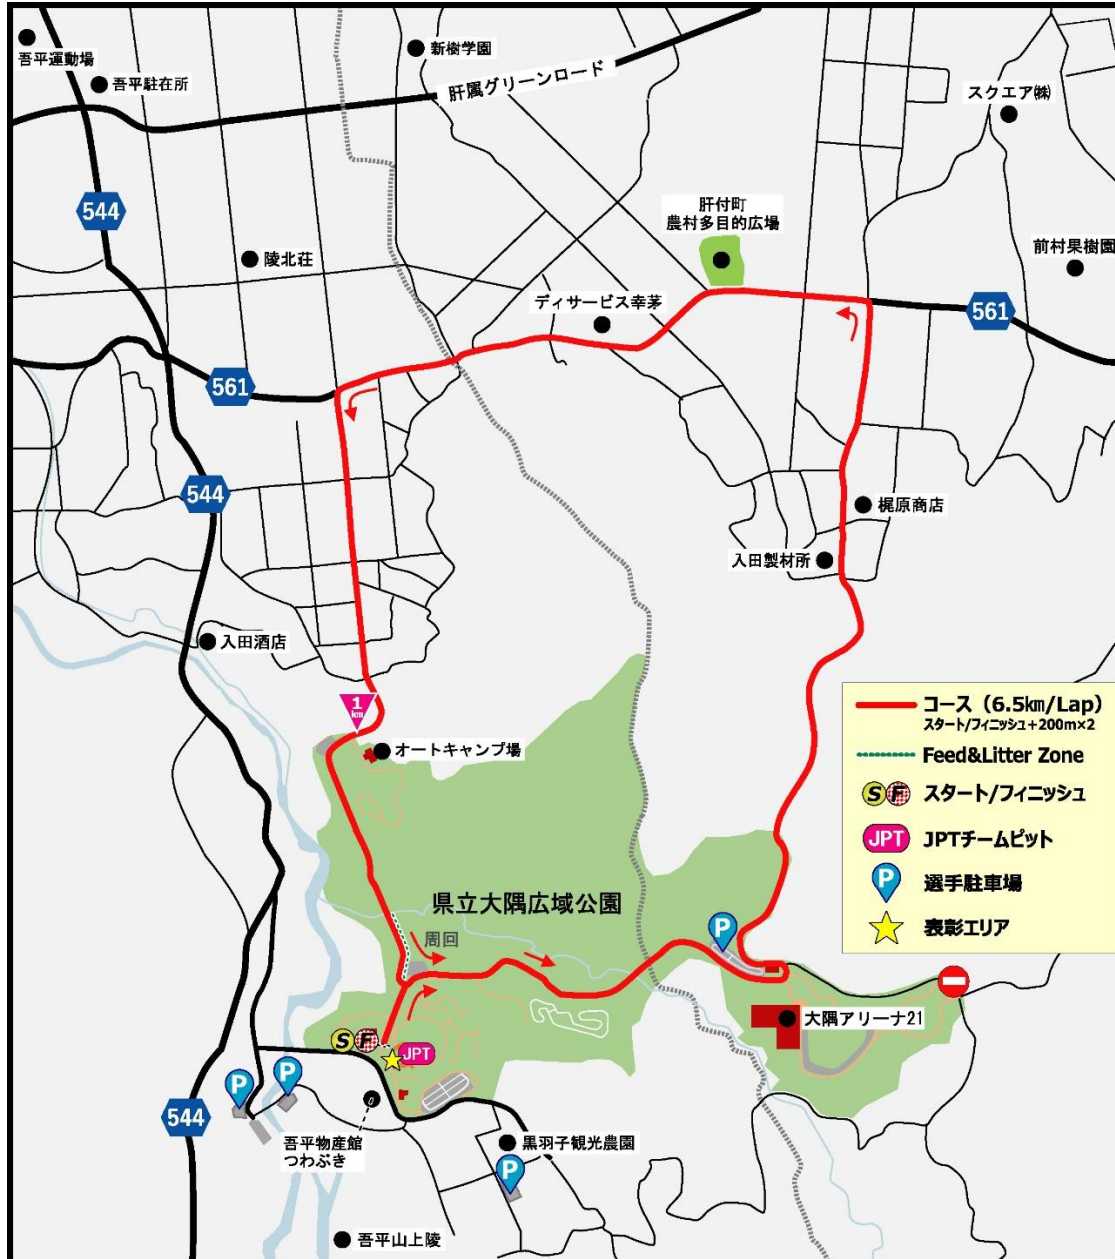 吾平運動場
吾平駐在所
新樹学園
肝属グリーンロード
スクエア㈱
544
陵北荘
肝付町
農村多目的広場
前村果樹園
ディサービス幸茅
561
561
544
梶原商店
入田製材所
入田酒店
1
km
オートキャンプ場
コース（6.5㎞/Lap）
スタート/フィニッシュ+200m×2
Feed&Litter Zone
S F スタート/フィニッシュ
JPT JPTチームピット
P 選手駐車場
表彰エリア
県立大隅広域公園
周回
P
大隅アリーナ21
S F
JPT
P
P
544
吾平物産館
つわぶき
黒羽子観光農園
P
吾平山上陵